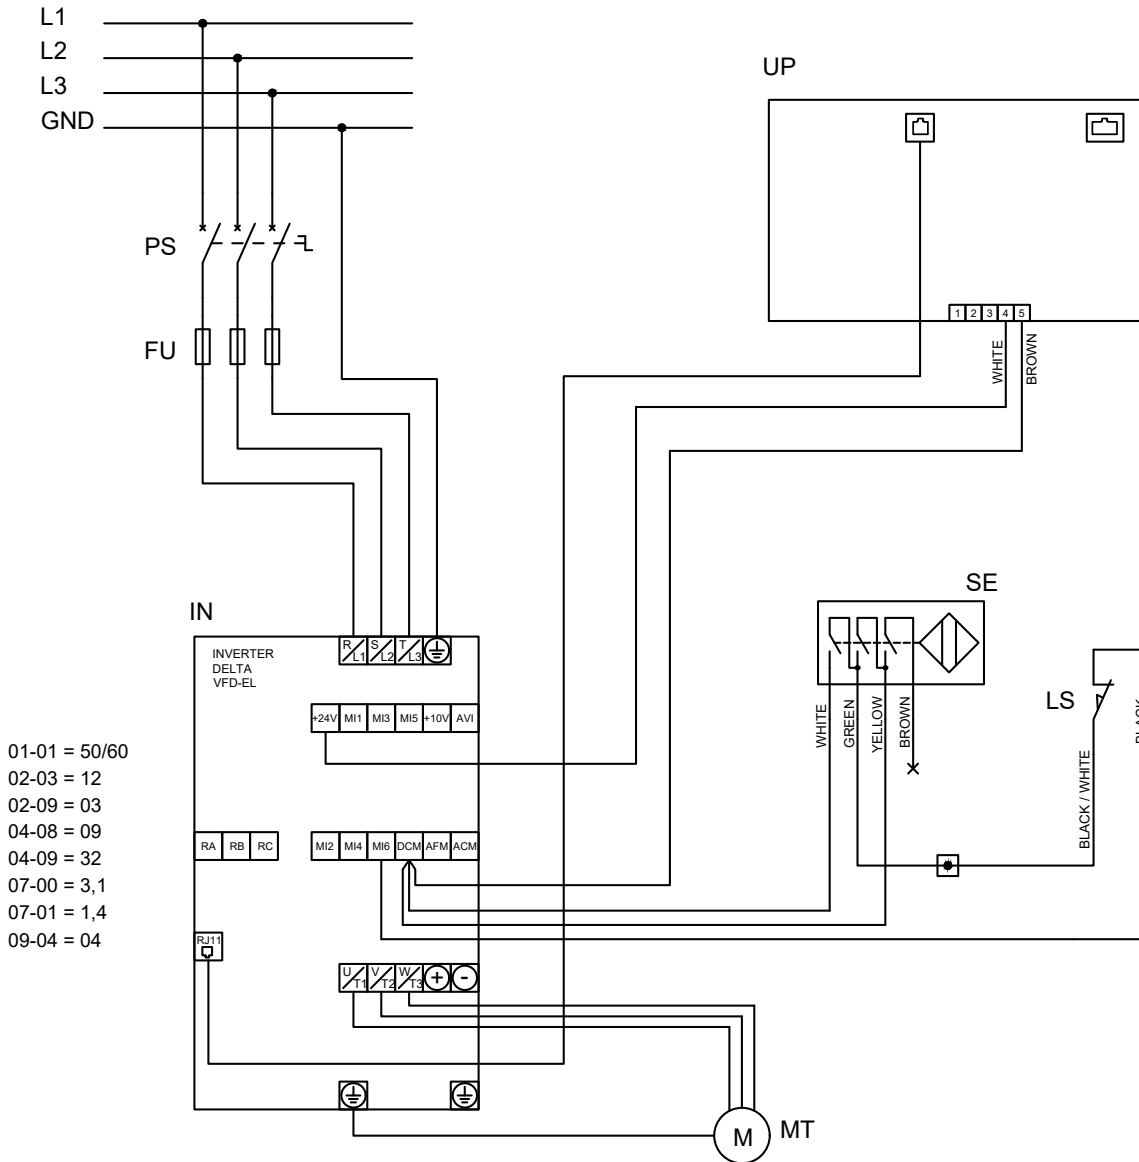 L1
L2
L3
GND
UP
PS
FU
1 2 3 4 5
WHITE
BROWN
SE
IN
INVERTER
DELTA
VFD-EL
R/L1 S/L2 T/L3
+24V MI1 MI3 MI5 +10V AVI
LS
WHITE
GREEN
YELLOW
BROWN
BLACK
BLACK / WHITE
01-01 = 50/60
02-03 = 12
02-09 = 03
04-08 = 09
04-09 = 32
07-00 = 3,1
07-01 = 1,4
09-04 = 04
RA RB RC
MI2 MI4 MI6 DCM AFM ACM
RJ11
U/T1 V/T2 W/T3 + -
M
MT